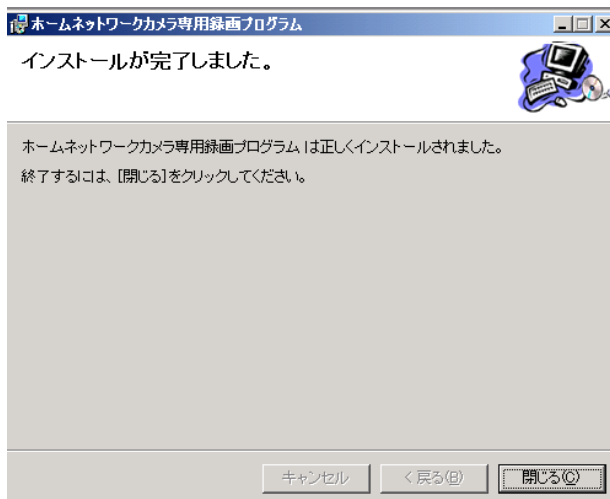 ホームネットワークカメラ専用録画プログラム
インストールが完了しました。
ホームネットワークカメラ専用録画プログラム は正しくインストールされました。
終了するには、[閉じる]をクリックしてください。
キャンセル
< 戻る(B)
閉じる(C)